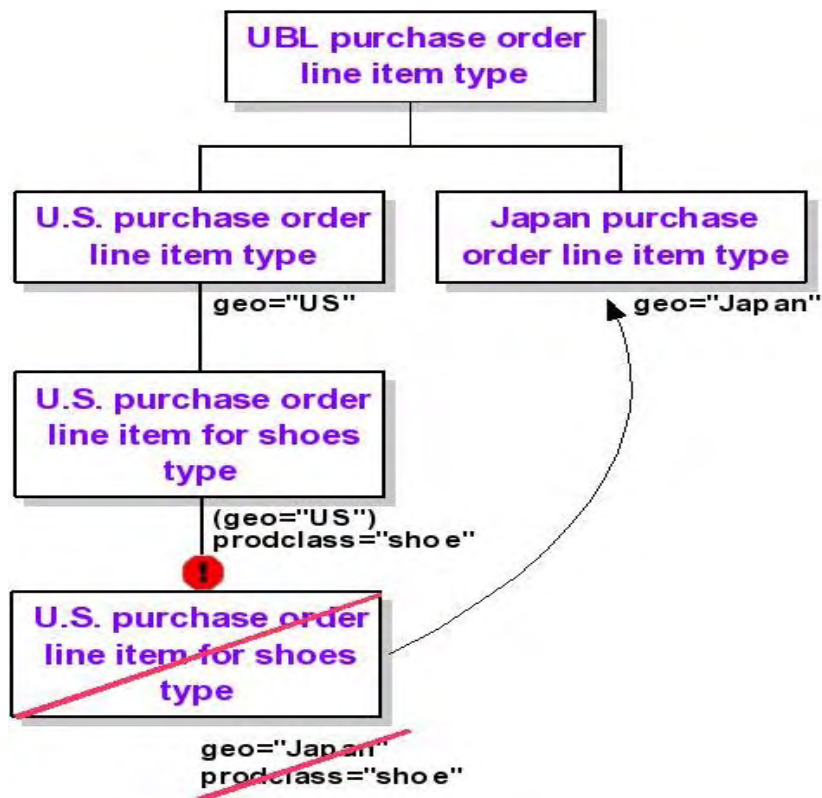 UBL purchase order
line item type
U.S. purchase order
line item type
Japan purchase
order line item type
geo="US"
geo="Japan"
U.S. purchase order
line item for shoes
type
(geo="US")
prodclass="shoe"
!
U.S. purchase order
line item for shoes
type
geo="Japan"
prodclass="shoe"